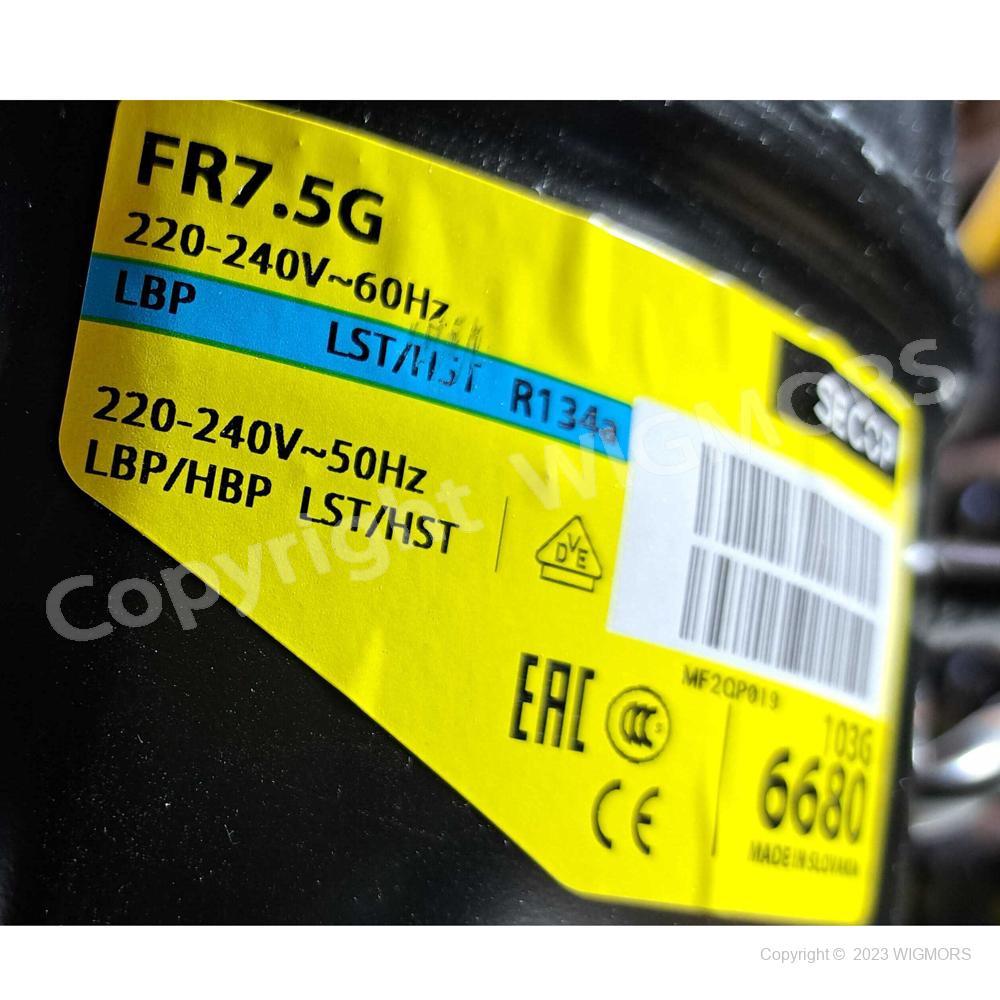 FR7.5G
220-240V~60Hz
LBP LST/HST R134a
220-240V~50Hz
LBP/HBP LST/HST
SECOP
DVE
MF2QP019
EAC
CCC S
CE
103G
6680
MADE IN SLOVAKIA
Copyright WIGMORS
Copyright © 2023 WIGMORS